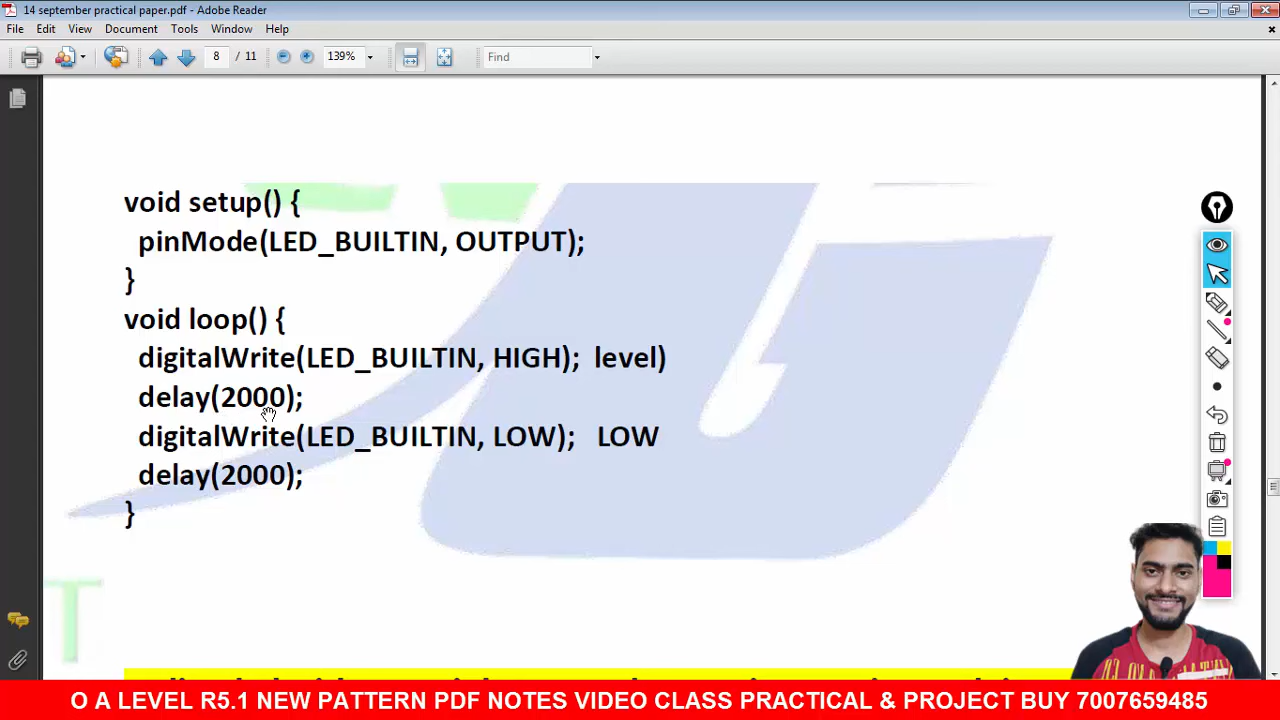 14 september practical paper.pdf - Adobe Reader
File Edit View Document Tools Window Help
8 / 11 139% Find
void setup() {
pinMode(LED_BUILTIN, OUTPUT);
}
void loop() {
digitalWrite(LED_BUILTIN, HIGH); level)
delay(2000);
digitalWrite(LED_BUILTIN, LOW); LOW
delay(2000);
}
T
O A LEVEL R5.1 NEW PATTERN PDF NOTES VIDEO CLASS PRACTICAL & PROJECT BUY 7007659485